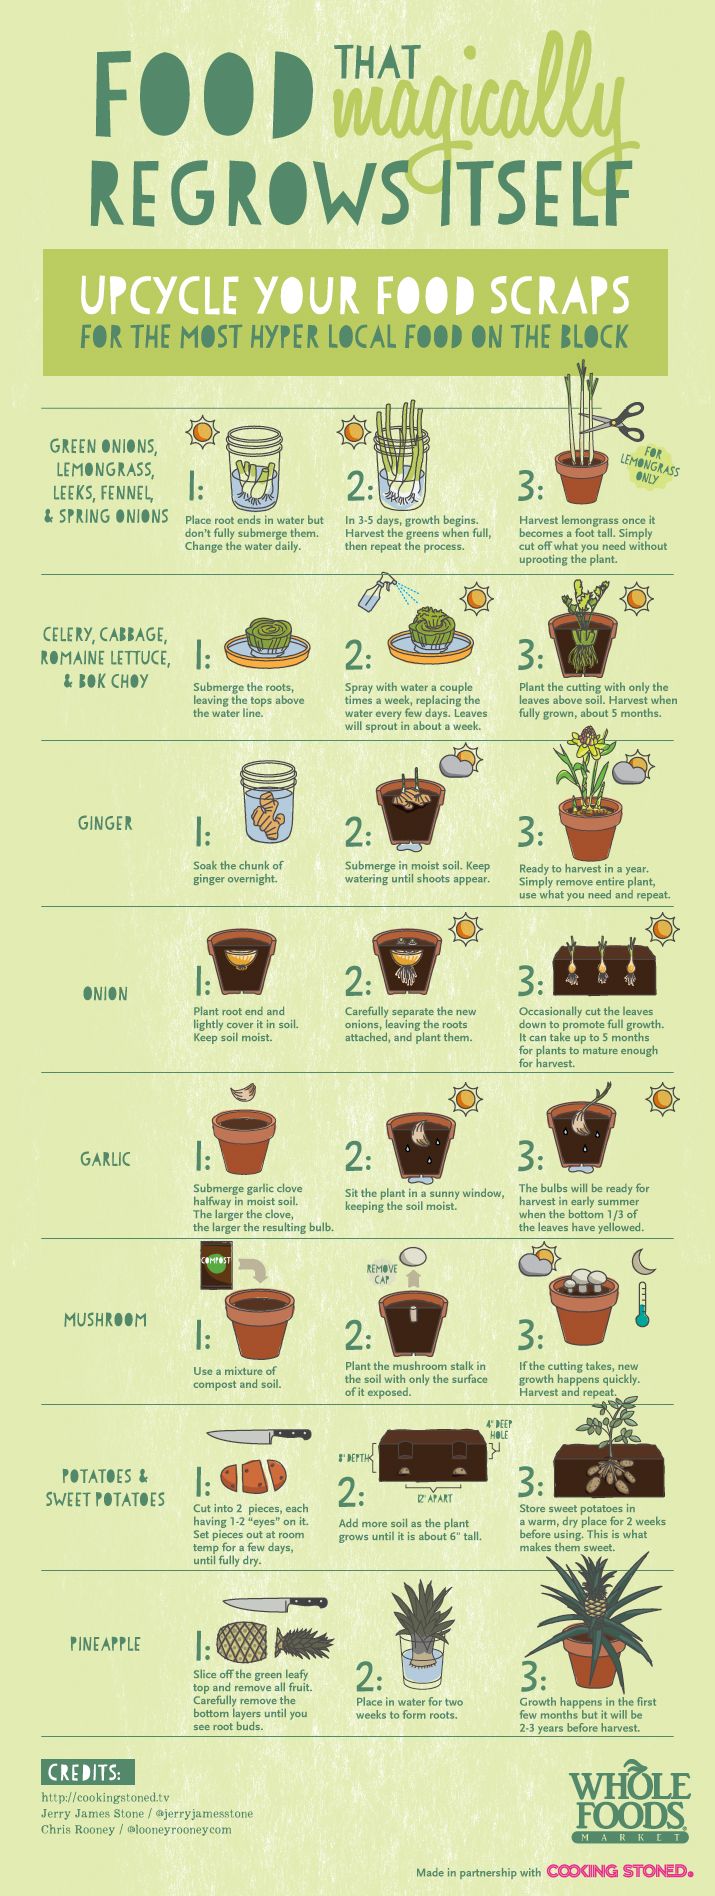 FOOD THAT magically
REGROWS ITSELF
UPCYCLE YOUR FOOD SCRAPS
FOR THE MOST HYPER LOCAL FOOD ON THE BLOCK
GREEN ONIONS,
LEMONGRASS,
LEEKS, FENNEL,
& SPRING ONIONS
1:
Place root ends in water but
don't fully submerge them.
Change the water daily.
2:
In 3-5 days, growth begins.
Harvest the greens when full,
then repeat the process.
3:
FOR
LEMONGRASS
ONLY
Harvest lemongrass once it
becomes a foot tall. Simply
cut off what you need without
uprooting the plant.
CELERY, CABBAGE,
ROMAINE LETTUCE,
& BOK CHOY
1:
Submerge the roots,
leaving the tops above
the water line.
2:
Spray with water a couple
times a week, replacing the
water every few days. Leaves
will sprout in about a week.
3:
Plant the cutting with only the
leaves above soil. Harvest when
fully grown, about 5 months.
GINGER
1:
Soak the chunk of
ginger overnight.
2:
Submerge in moist soil. Keep
watering until shoots appear.
3:
Ready to harvest in a year.
Simply remove entire plant,
use what you need and repeat.
ONION
1:
Plant root end and
lightly cover it in soil.
Keep soil moist.
2:
Carefully separate the new
onions, leaving the roots
attached, and plant them.
3:
Occasionally cut the leaves
down to promote full growth.
It can take up to 5 months
for plants to mature enough
for harvest.
GARLIC
1:
Submerge garlic clove
halfway in moist soil.
The larger the clove,
the larger the resulting bulb.
2:
Sit the plant in a sunny window,
keeping the soil moist.
3:
The bulbs will be ready for
harvest in early summer
when the bottom 1/3 of
the leaves have yellowed.
MUSHROOM
COMPOST
1:
Use a mixture of
compost and soil.
REMOVE
CAP
2:
Plant the mushroom stalk in
the soil with only the surface
of it exposed.
3:
If the cutting takes, new
growth happens quickly.
Harvest and repeat.
POTATOES &
SWEET POTATOES
1:
Cut into 2 pieces, each
having 1-2 "eyes" on it.
Set pieces out at room
temp for a few days,
until fully dry.
4" DEEP
HOLE
8" DEPTH
12" APART
2:
Add more soil as the plant
grows until it is about 6" tall.
3:
Store sweet potatoes in
a warm, dry place for 2 weeks
before using. This is what
makes them sweet.
PINEAPPLE
1:
Slice off the green leafy
top and remove all fruit.
Carefully remove the
bottom layers until you
see root buds.
2:
Place in water for two
weeks to form roots.
3:
Growth happens in the first
few months but it will be
2-3 years before harvest.
CREDITS:
http://cookingstoned.tv
Jerry James Stone / @jerryjamesstone
Chris Rooney / @looneyrooneycom
WHOLE
FOODS
MARKET
Made in partnership with COOKING STONED.